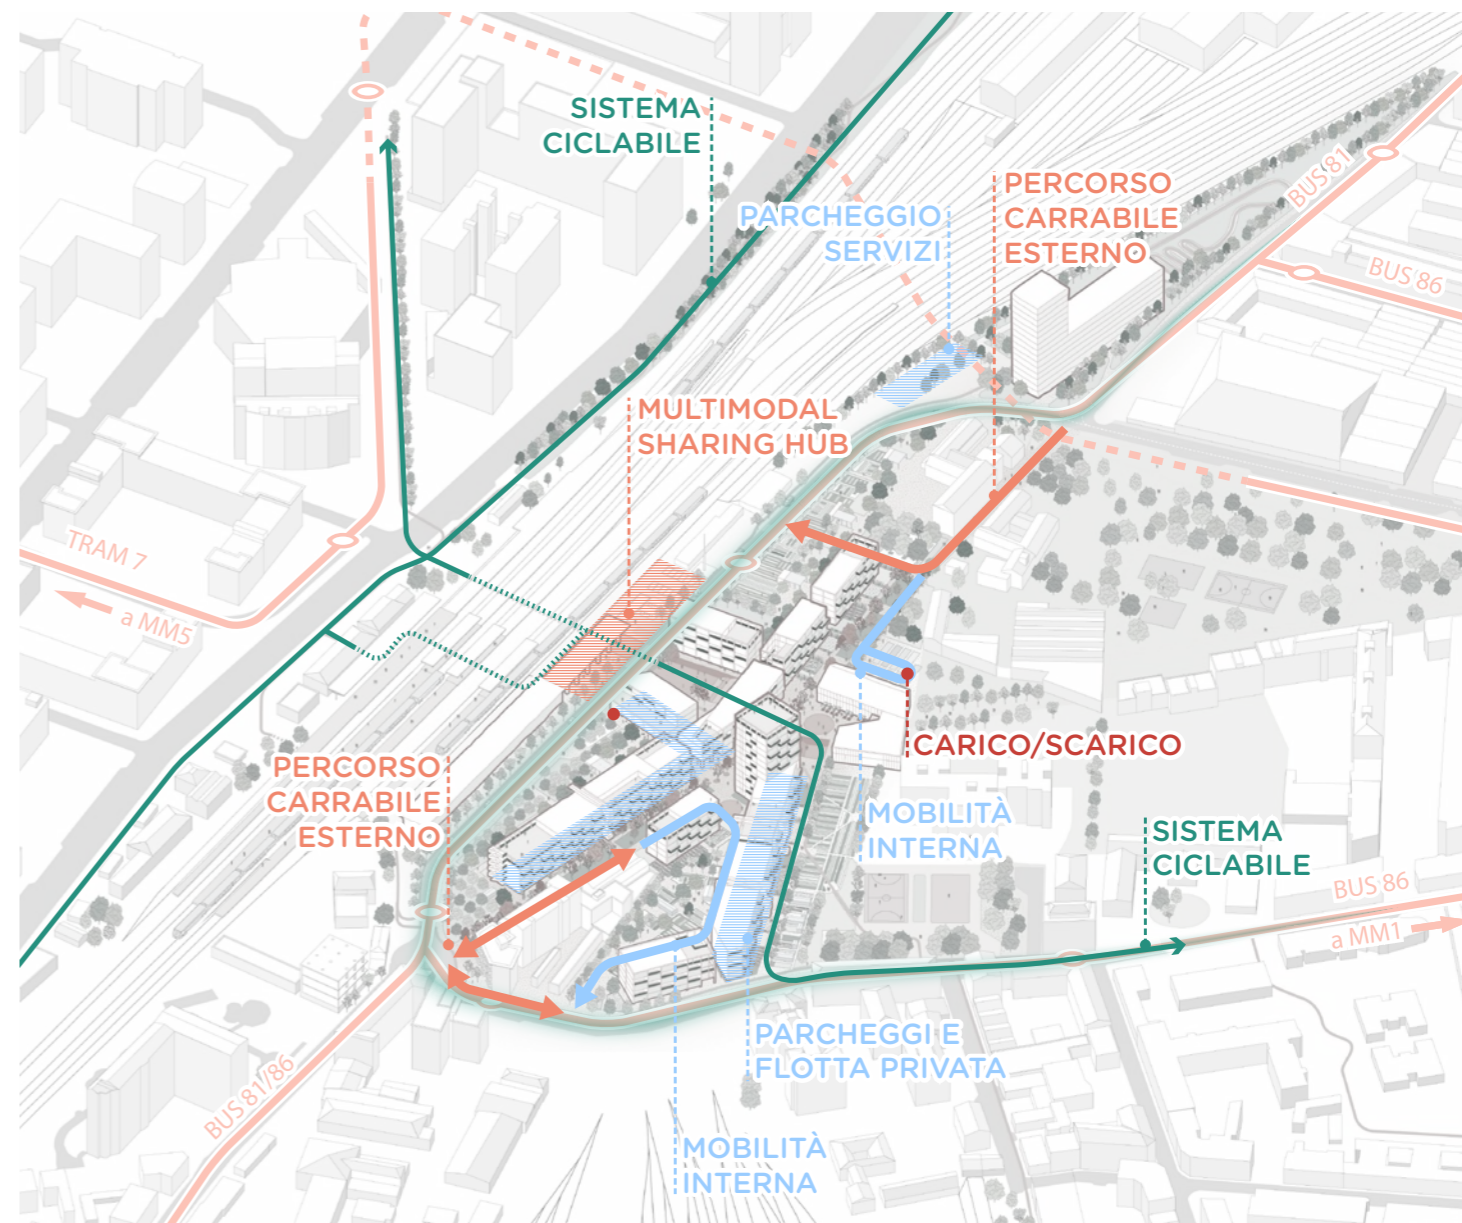 SISTEMA
CICLABILE
PERCORSO
CARRABILE
ESTERNO
BUS 81
PARCHEGGIO
SERVIZI
BUS 86
MULTIMODAL
SHARING HUB
TRAM 7
a MM5
CARICO/SCARICO
PERCORSO
CARRABILE
ESTERNO
MOBILITÀ
INTERNA
SISTEMA
CICLABILE
BUS 86
a MM1
PARCHEGGI E
FLOTTA PRIVATA
BUS 81/86
MOBILITÀ
INTERNA